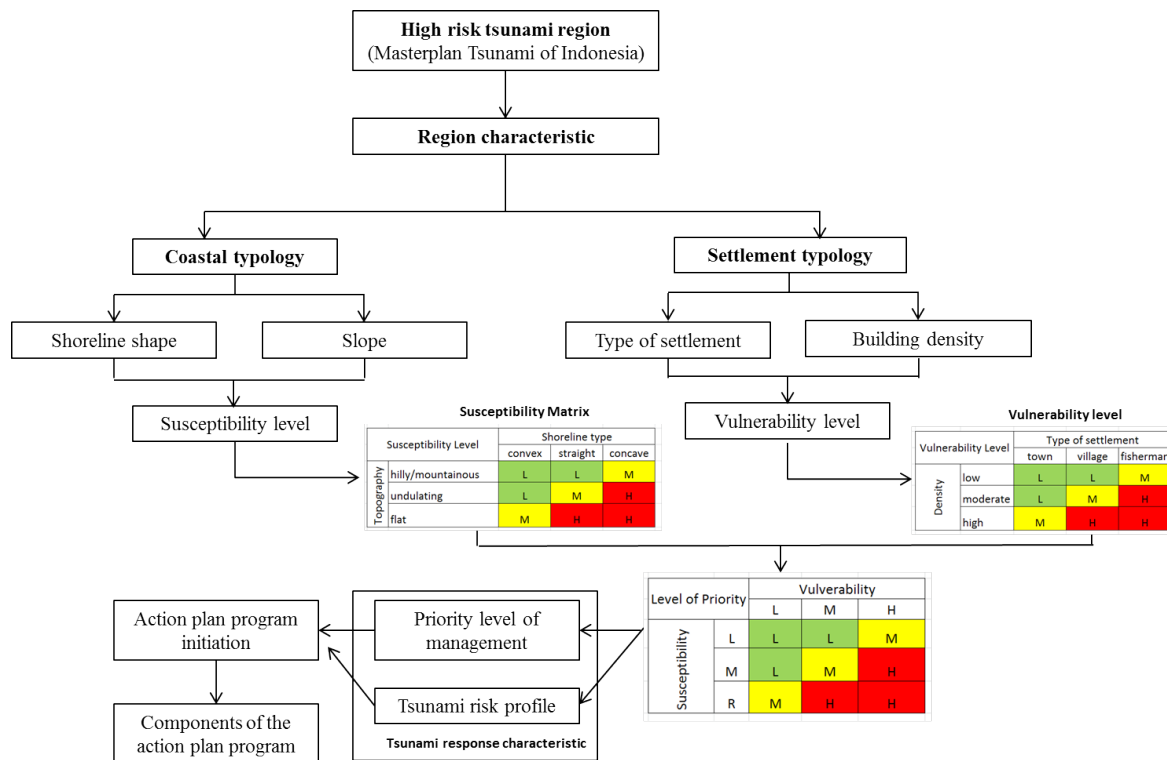 High risk tsunami region
(Masterplan Tsunami of Indonesia)
Region characteristic
Coastal typology
Settlement typology
Shoreline shape
Slope
Type of settlement
Building density
Susceptibility level
Vulnerability level
Susceptibility Matrix
Susceptibility Level
Shoreline type
convex straight concave
Topography
hilly/mountainous L L M
undulating L M H
flat M H H
Vulnerability level
Vulnerability Level
Type of settlement
town village fisherman
Density
low L L M
moderate L M H
high M H H
Level of Priority
Vulverability
L M H
Susceptibility
L L L M
M L M H
R M H H
Priority level of
management
Tsunami risk profile
Tsunami response characteristic
Action plan program
initiation
Components of the
action plan program